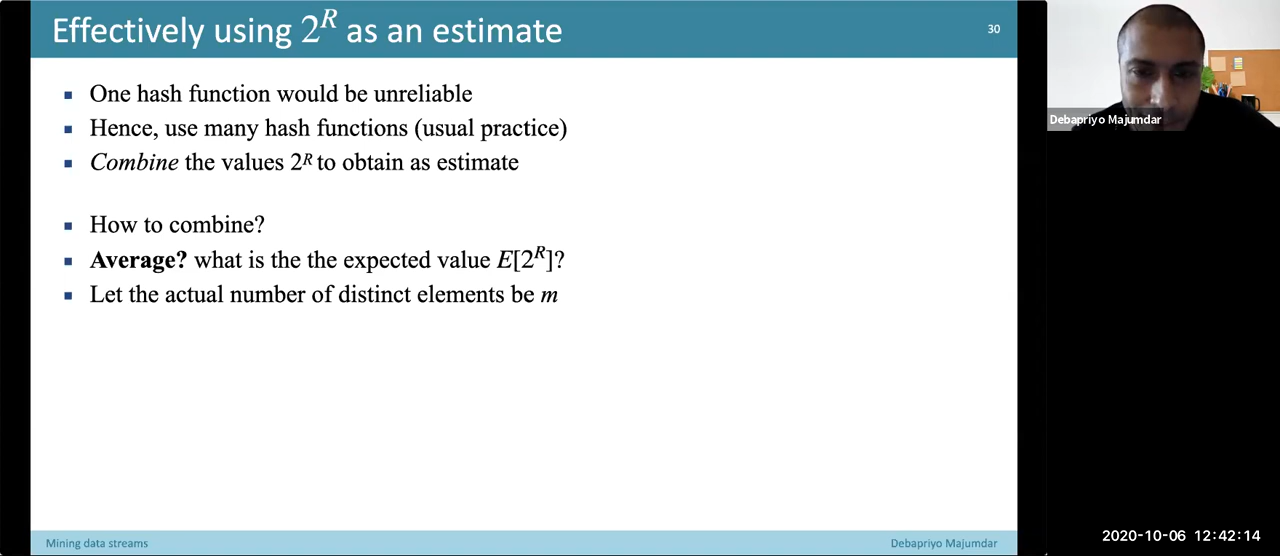 Effectively using 2^R as an estimate
30
▪ One hash function would be unreliable
▪ Hence, use many hash functions (usual practice)
▪ Combine the values 2^R to obtain as estimate
▪ How to combine?
▪ Average? what is the the expected value E[2^R]?
▪ Let the actual number of distinct elements be m
Mining data streams
Debapriyo Majumdar
Debapriyo Majumdar
2020-10-06 12:42:14